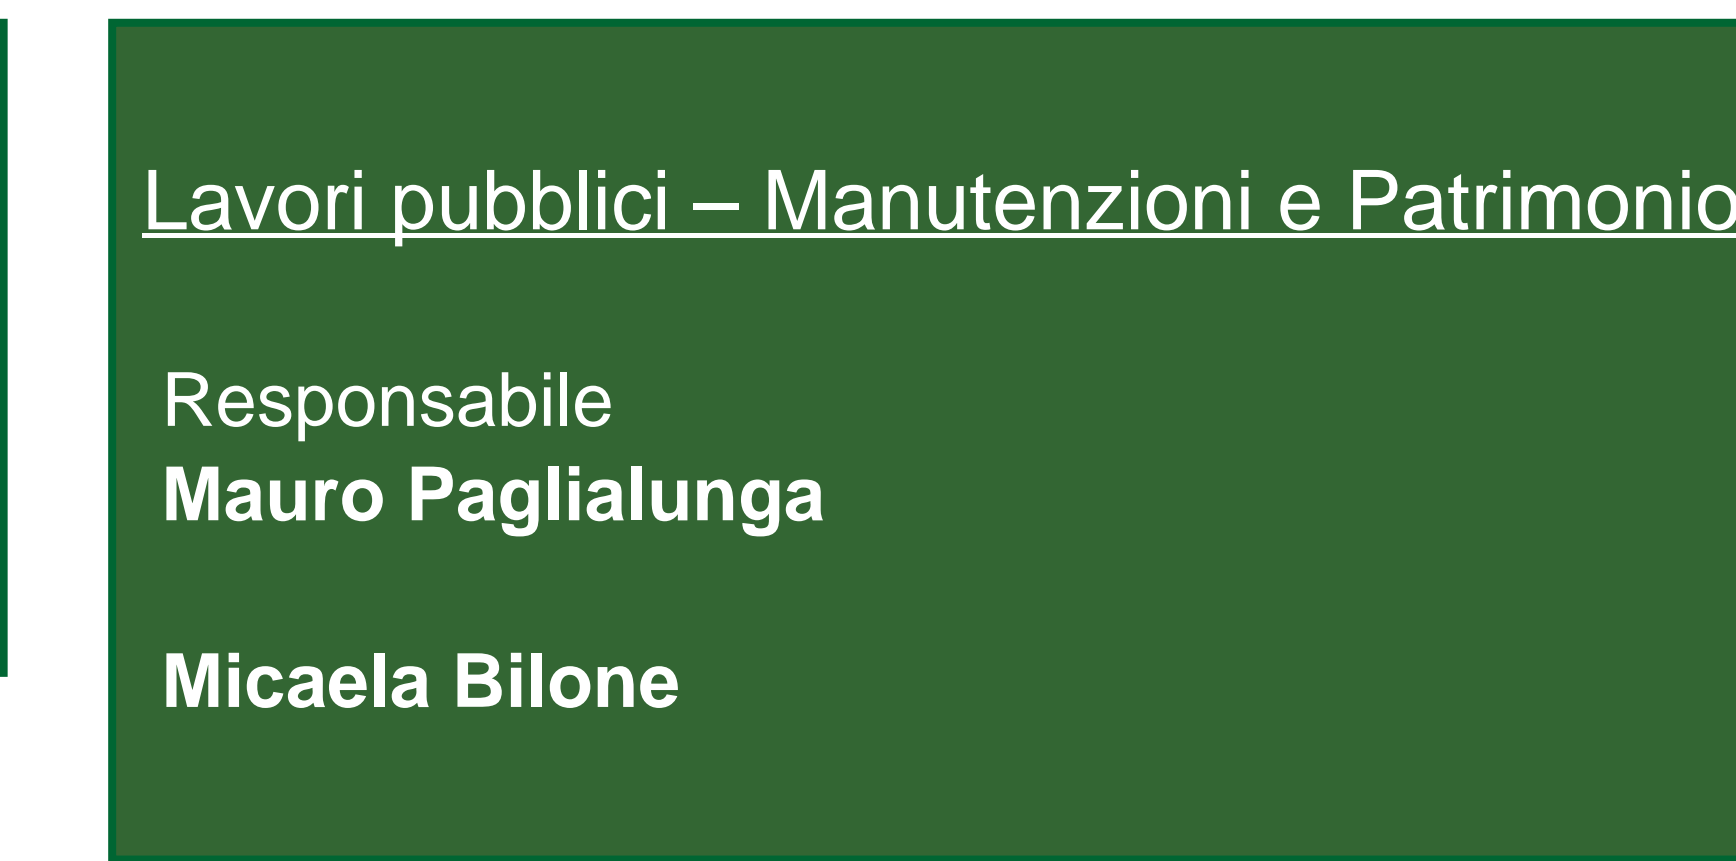 Lavori pubblici – Manutenzioni e Patrimonio
Responsabile
Mauro Paglialunga
Micaela Bilone